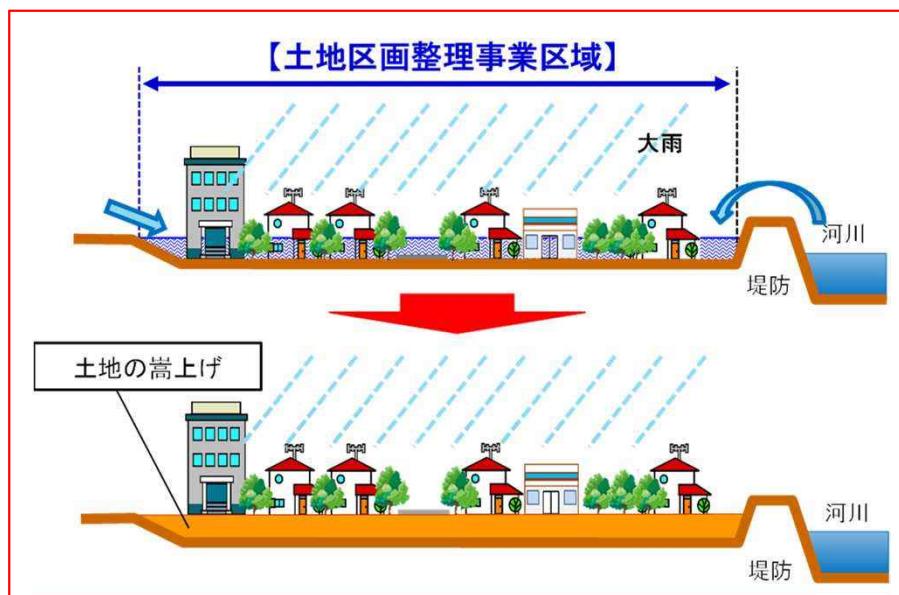 【土地区画整理事業区域】
大雨
河川
堤防
土地の嵩上げ
河川
堤防